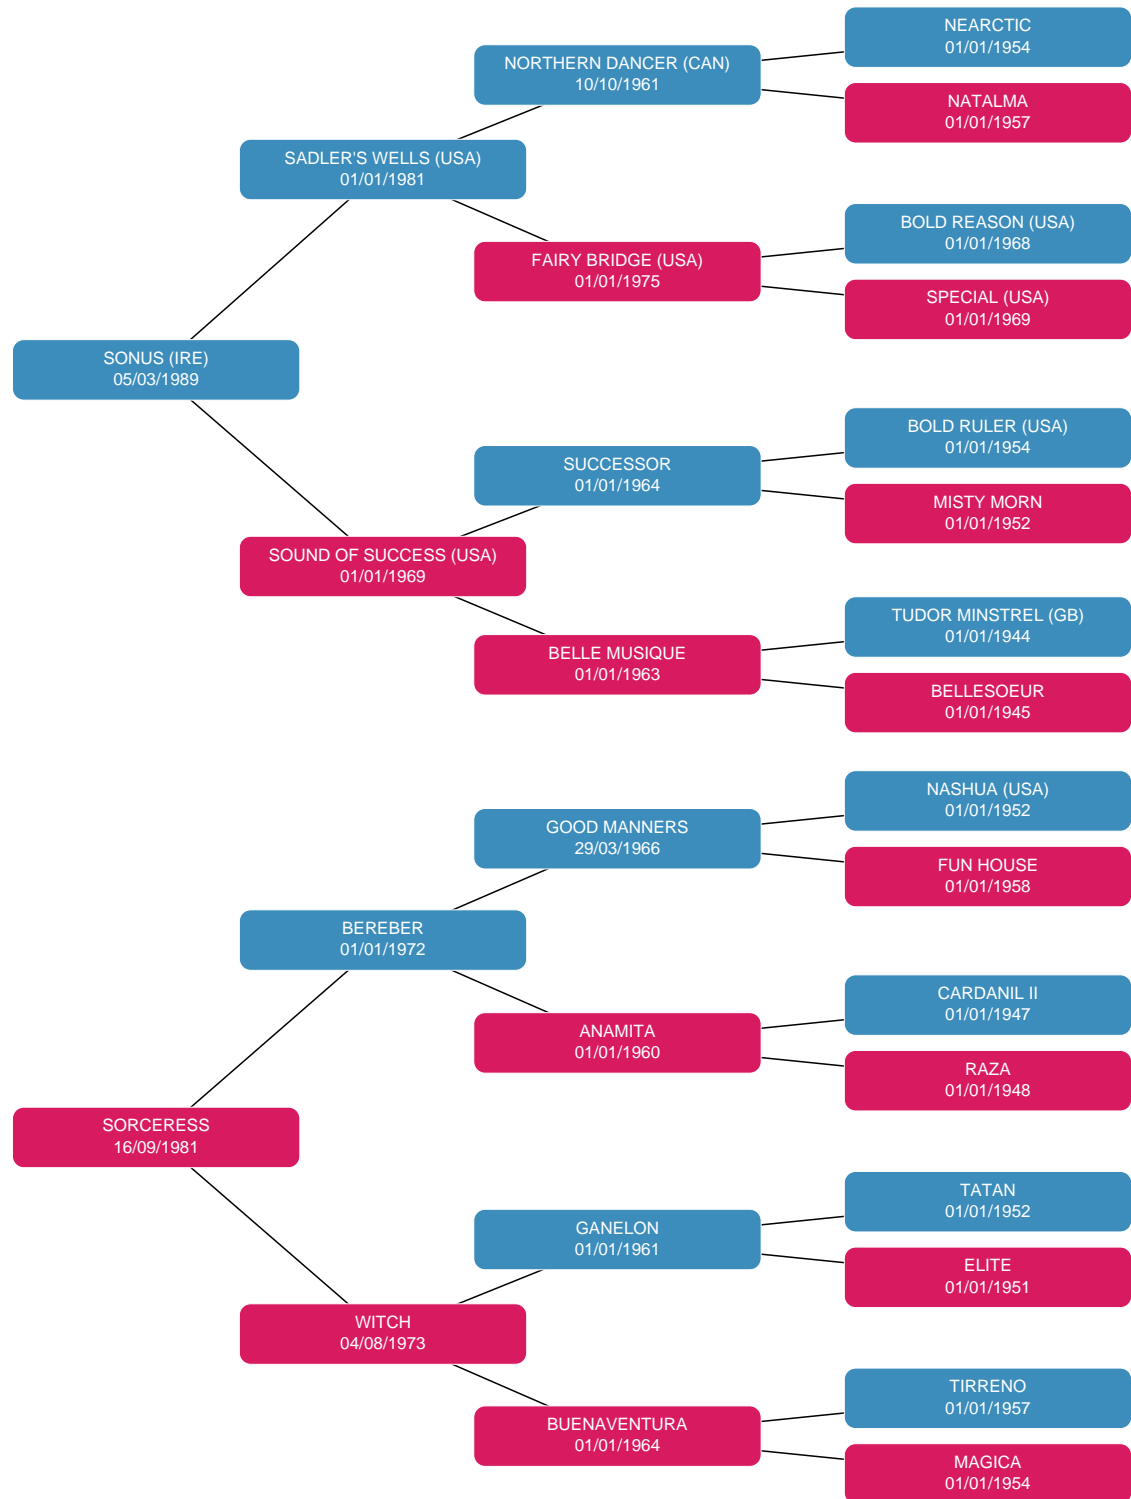 NEARCTIC
01/01/1954
NORTHERN DANCER (CAN)
10/10/1961
NATALMA
01/01/1957
SADLER'S WELLS (USA)
01/01/1981
BOLD REASON (USA)
01/01/1968
FAIRY BRIDGE (USA)
01/01/1975
SPECIAL (USA)
01/01/1969
SONUS (IRE)
05/03/1989
BOLD RULER (USA)
01/01/1954
SUCCESSOR
01/01/1964
MISTY MORN
01/01/1952
SOUND OF SUCCESS (USA)
01/01/1969
TUDOR MINSTREL (GB)
01/01/1944
BELLE MUSIQUE
01/01/1963
BELLESOEUR
01/01/1945
NASHUA (USA)
01/01/1952
GOOD MANNERS
29/03/1966
FUN HOUSE
01/01/1958
BEREBER
01/01/1972
CARDANIL II
01/01/1947
ANAMITA
01/01/1960
RAZA
01/01/1948
SORCERESS
16/09/1981
TATAN
01/01/1952
GANELON
01/01/1961
ELITE
01/01/1951
WITCH
04/08/1973
TIRRENO
01/01/1957
BUENAVENTURA
01/01/1964
MAGICA
01/01/1954